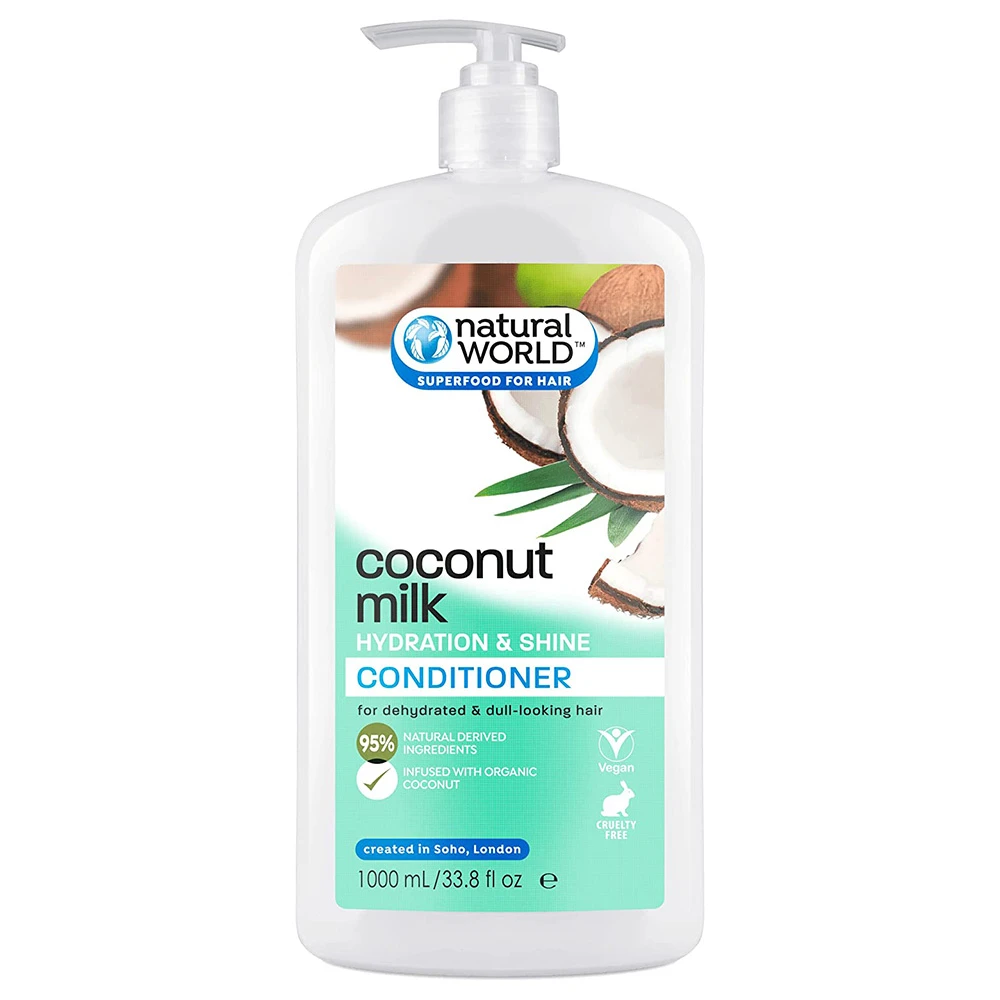 natural
WORLD™
SUPERFOOD FOR HAIR
coconut
milk
HYDRATION & SHINE
CONDITIONER
for dehydrated & dull-looking hair
95% NATURAL DERIVED
INGREDIENTS
INFUSED WITH ORGANIC
COCONUT
Vegan
CRUELTY
FREE
created in Soho, London
1000 mL/33.8 fl oz ℮